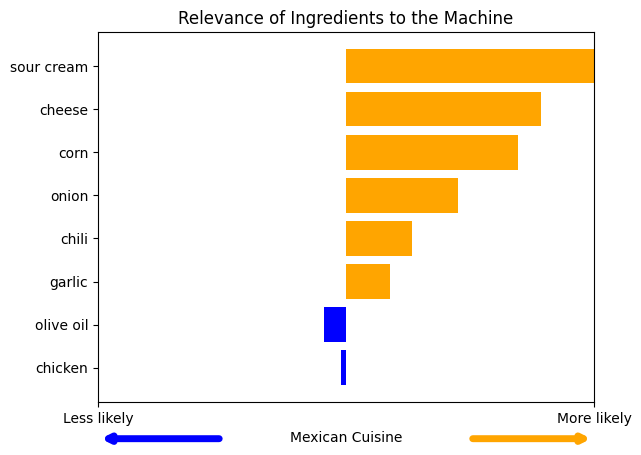 Relevance of Ingredients to the Machine
sour cream
cheese
corn
onion
chili
garlic
olive oil
chicken
Less likely
More likely
Mexican Cuisine